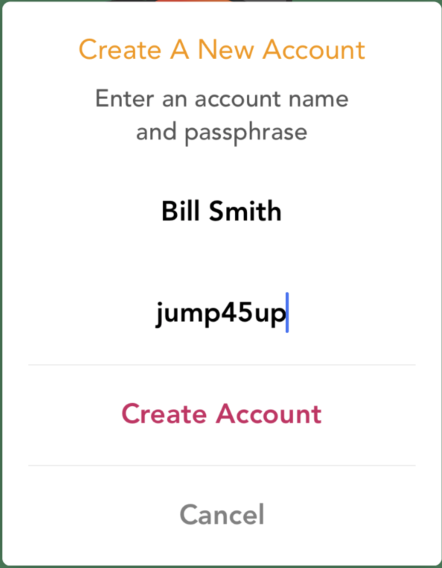 Create A New Account
Enter an account name
and passphrase
Bill Smith
jump45up
Create Account
Cancel